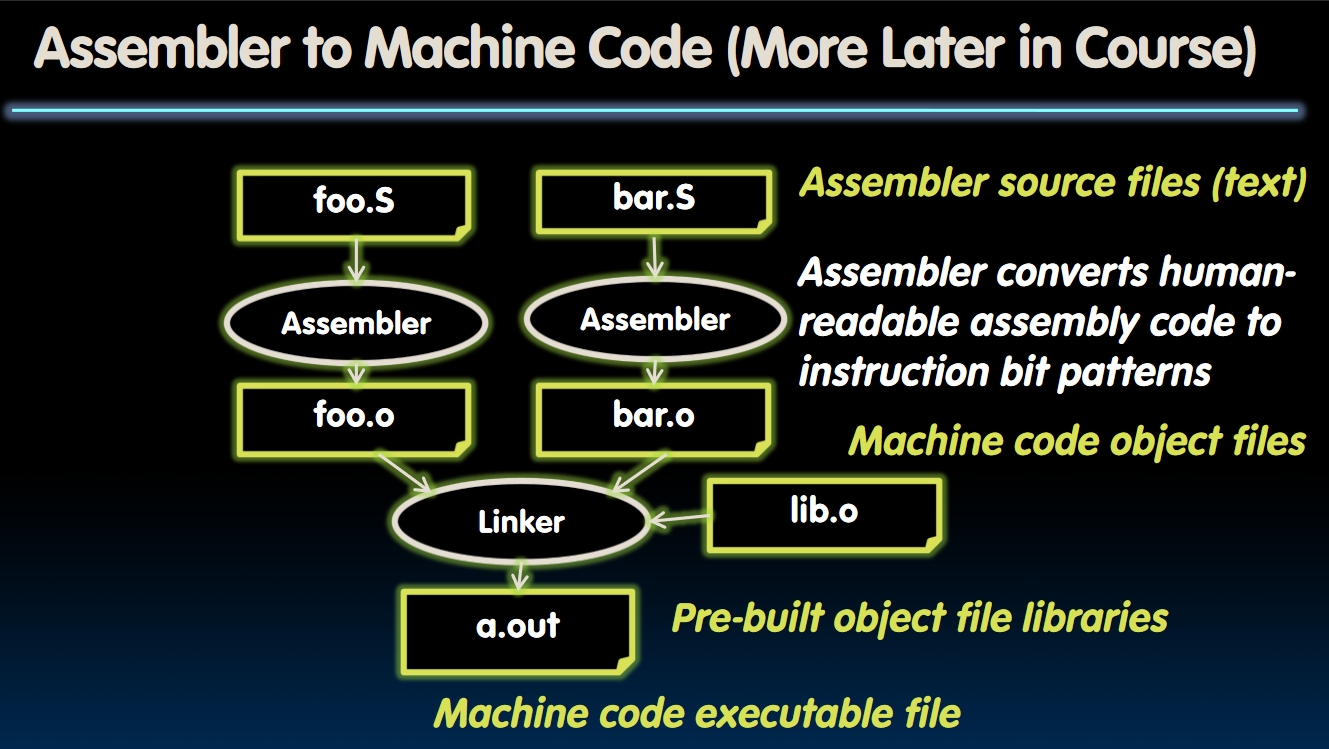 Assembler to Machine Code (More Later in Course)
foo.S
bar.S
Assembler source files (text)
Assembler
Assembler
Assembler converts human-
readable assembly code to
instruction bit patterns
foo.o
bar.o
Machine code object files
Linker
lib.o
a.out
Pre-built object file libraries
Machine code executable file